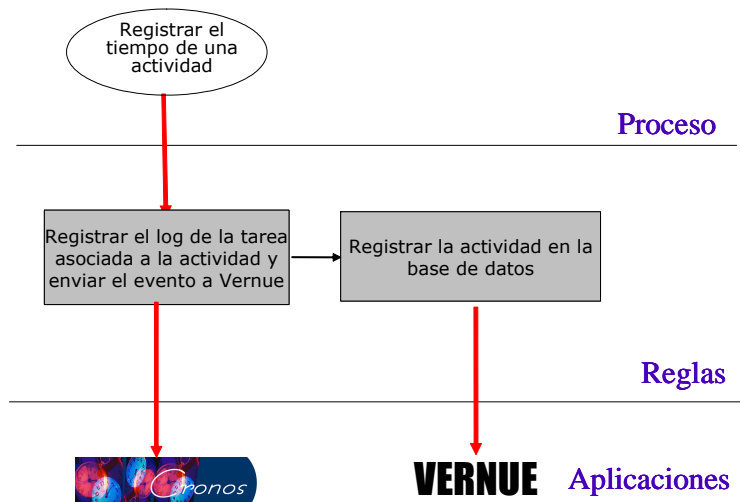 Registrar el
tiempo de una
actividad
Proceso
Registrar el log de la tarea
asociada a la actividad y
enviar el evento a Vernue
Registrar la actividad en la
base de datos
Reglas
Cronos
VERNUE
Aplicaciones